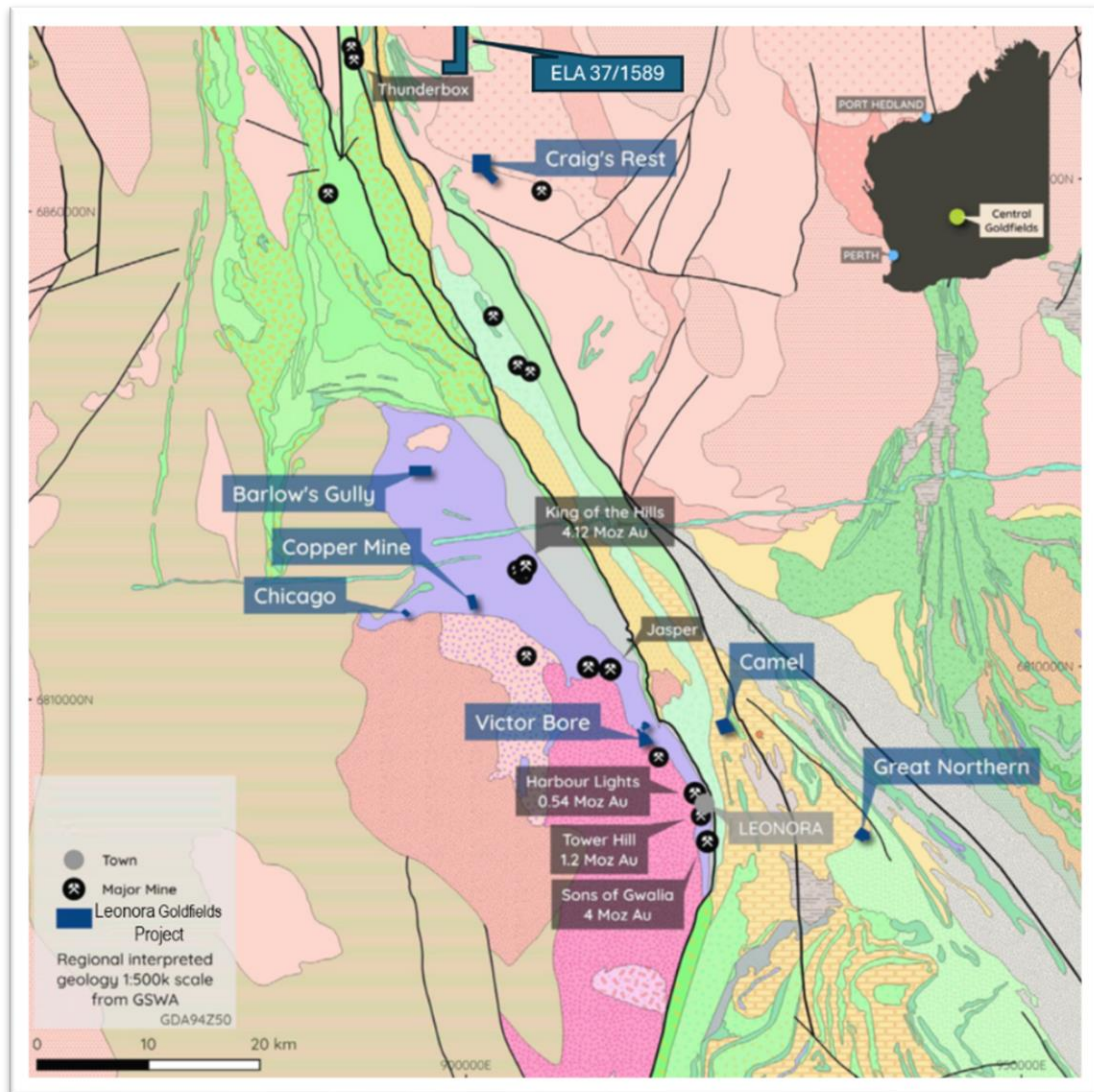 ELA 37/1589
Thunderbox
PORT HEDLAND
Craig's Rest
6860000N
Central
Goldfields
PERTH
Barlow's Gully
King of the Hills
4.12 Moz Au
Copper Mine
Chicago
Jasper
Camel
6810000N
6810000N
Victor Bore
Great Northern
Harbour Lights
0.54 Moz Au
LEONORA
Tower Hill
1.2 Moz Au
Sons of Gwalia
4 Moz Au
Town
Major Mine
Leonora Goldfields
Project
Regional interpreted
geology 1:500k scale
from GSWA
GDA94Z50
0 10 20 km